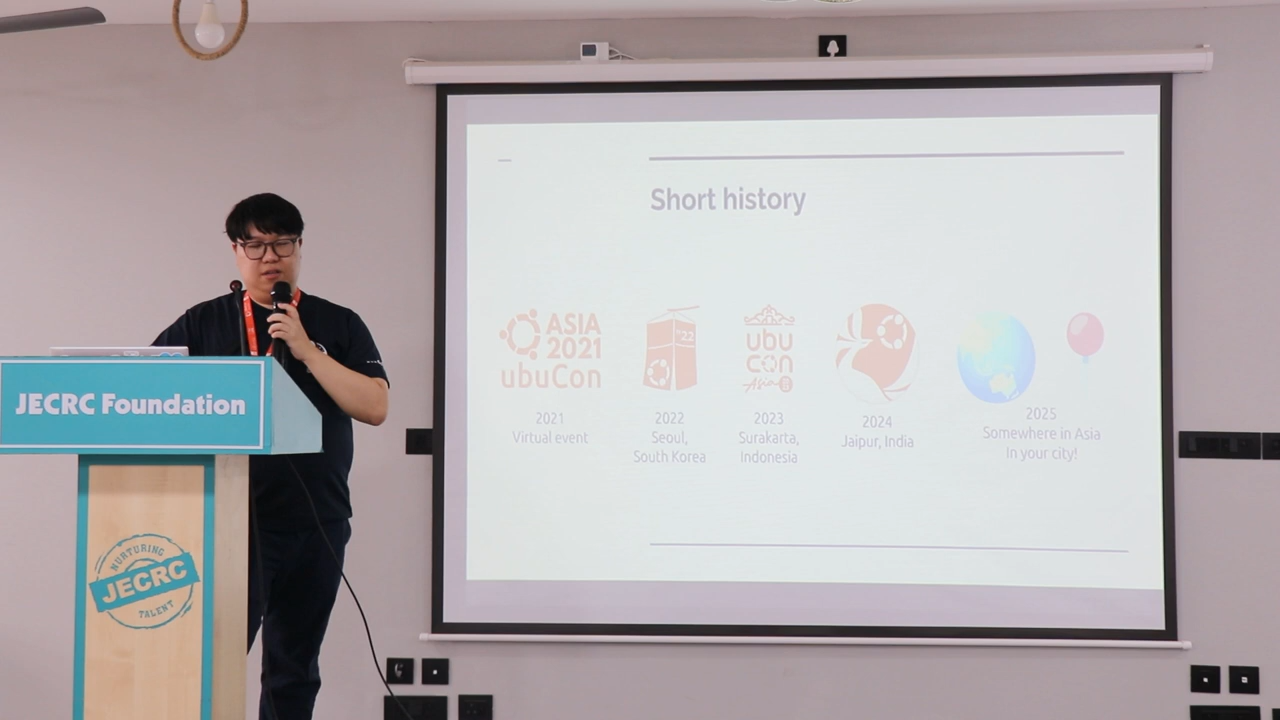 Short history
ASIA
2021
ubuCon
2021
Virtual event
'22
2022
Seoul,
South Korea
ubu
con
Asia
2023
Surakarta,
Indonesia
2024
Jaipur, India
2025
Somewhere in Asia
In your city!
JECRC Foundation
NURTURING
JECRC
TALENT